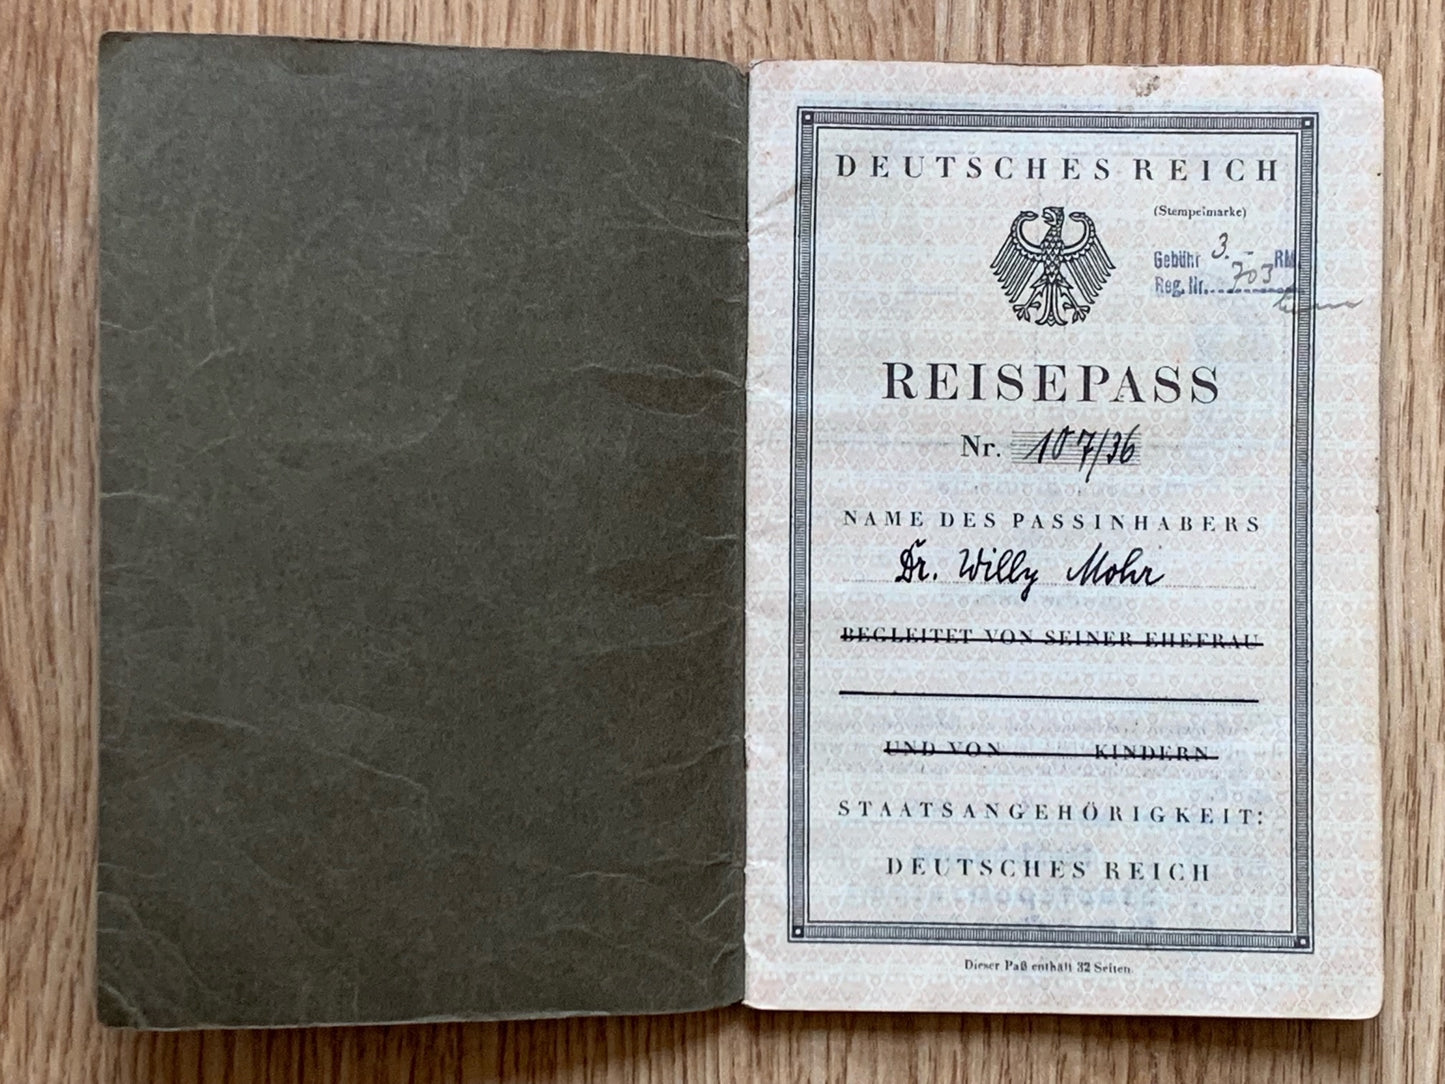 DEUTSCHES REICH
(Stempelmarke)
Gebühr 3.- RM
Reg. Nr. 703
REISEPASS
Nr. 107/36
NAME DES PASSINHABERS
Dr. Willy Mohr
BEGLEITET VON SEINER EHEFRAU
UND VON KINDERN
STAATSANGEHÖRIGKEIT:
DEUTSCHES REICH
Dieser Paß enthält 32 Seiten.